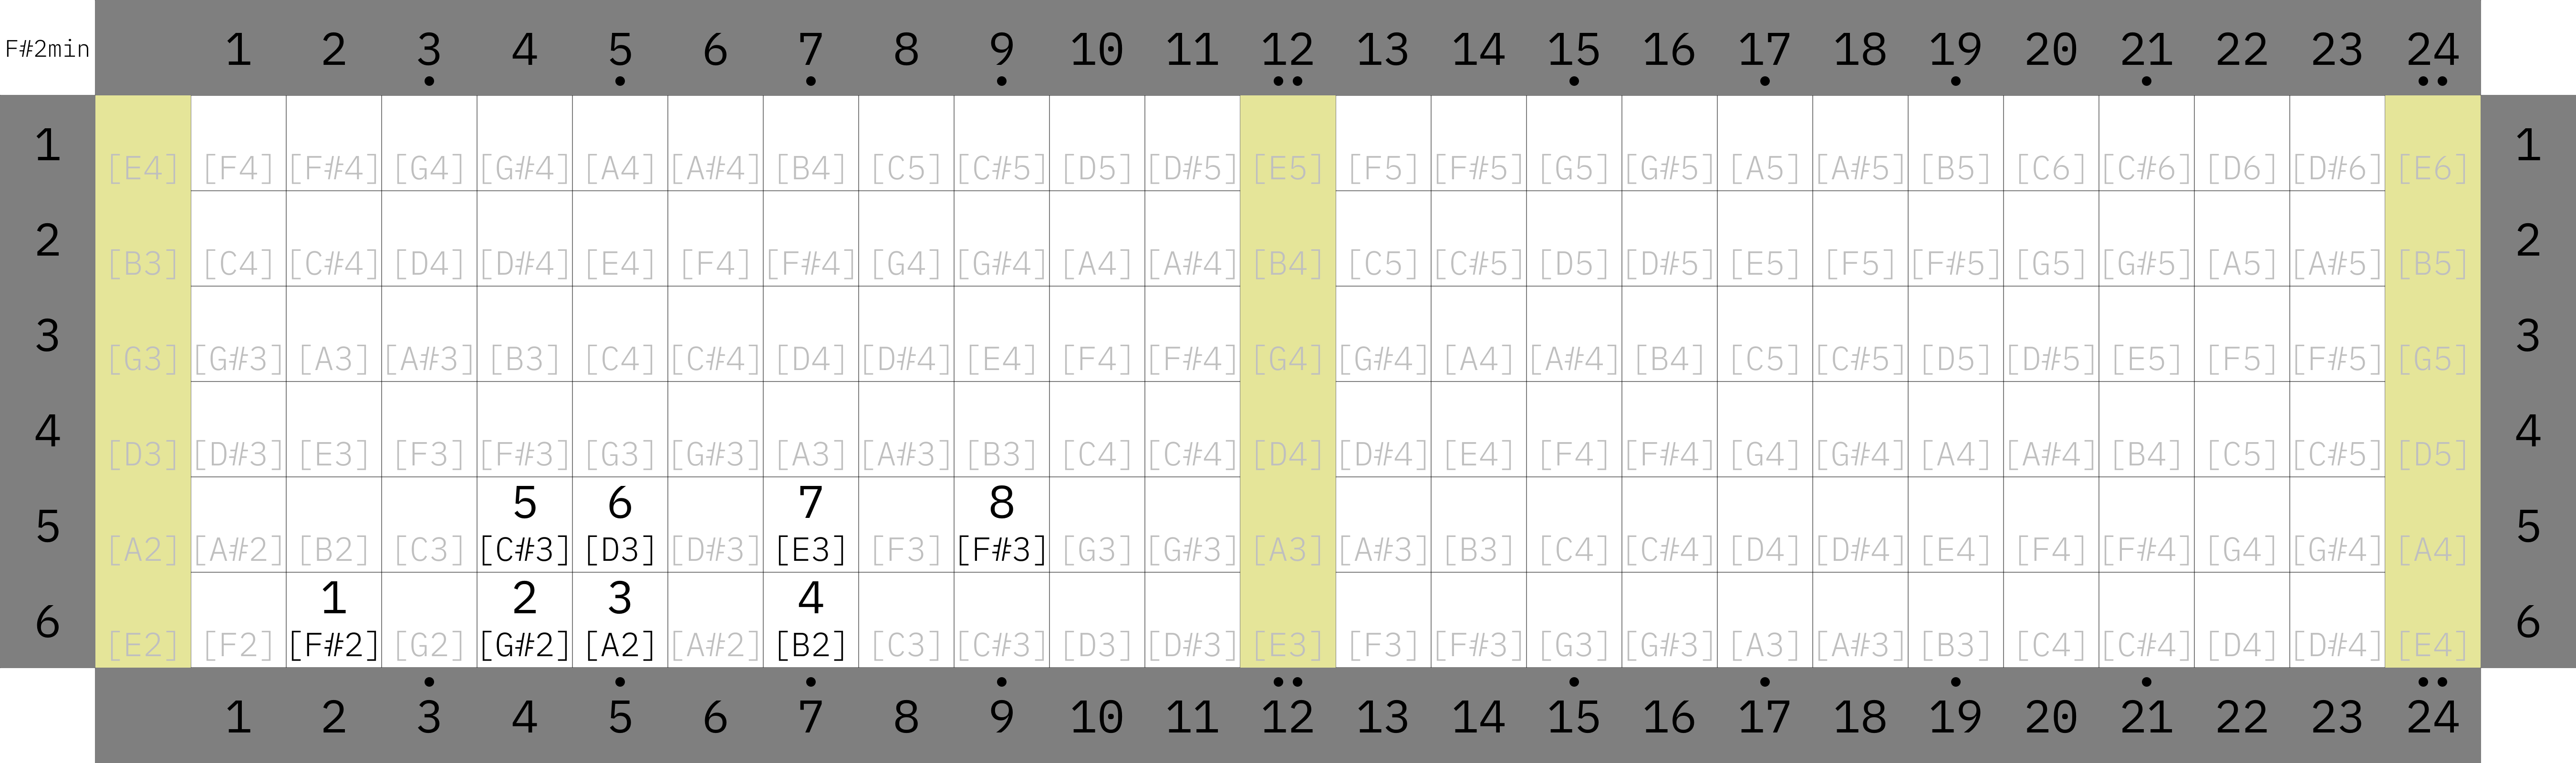 F#2min 1 2 3 4 5 6 7 8 9 10 11 12 13 14 15 16 17 18 19 20 21 22 23 24
1 [E4] [F4] [F#4] [G4] [G#4] [A4] [A#4] [B4] [C5] [C#5] [D5] [D#5] [E5] [F5] [F#5] [G5] [G#5] [A5] [A#5] [B5] [C6] [C#6] [D6] [D#6] [E6] 1
2 [B3] [C4] [C#4] [D4] [D#4] [E4] [F4] [F#4] [G4] [G#4] [A4] [A#4] [B4] [C5] [C#5] [D5] [D#5] [E5] [F5] [F#5] [G5] [G#5] [A5] [A#5] [B5] 2
3 [G3] [G#3] [A3] [A#3] [B3] [C4] [C#4] [D4] [D#4] [E4] [F4] [F#4] [G4] [G#4] [A4] [A#4] [B4] [C5] [C#5] [D5] [D#5] [E5] [F5] [F#5] [G5] 3
4 [D3] [D#3] [E3] [F3] [F#3] [G3] [G#3] [A3] [A#3] [B3] [C4] [C#4] [D4] [D#4] [E4] [F4] [F#4] [G4] [G#4] [A4] [A#4] [B4] [C5] [C#5] [D5] 4
5 6 7 8
5 [A2] [A#2] [B2] [C3] [C#3] [D3] [D#3] [E3] [F3] [F#3] [G3] [G#3] [A3] [A#3] [B3] [C4] [C#4] [D4] [D#4] [E4] [F4] [F#4] [G4] [G#4] [A4] 5
1 2 3 4
6 [E2] [F2] [F#2] [G2] [G#2] [A2] [A#2] [B2] [C3] [C#3] [D3] [D#3] [E3] [F3] [F#3] [G3] [G#3] [A3] [A#3] [B3] [C4] [C#4] [D4] [D#4] [E4] 6
1 2 3 4 5 6 7 8 9 10 11 12 13 14 15 16 17 18 19 20 21 22 23 24